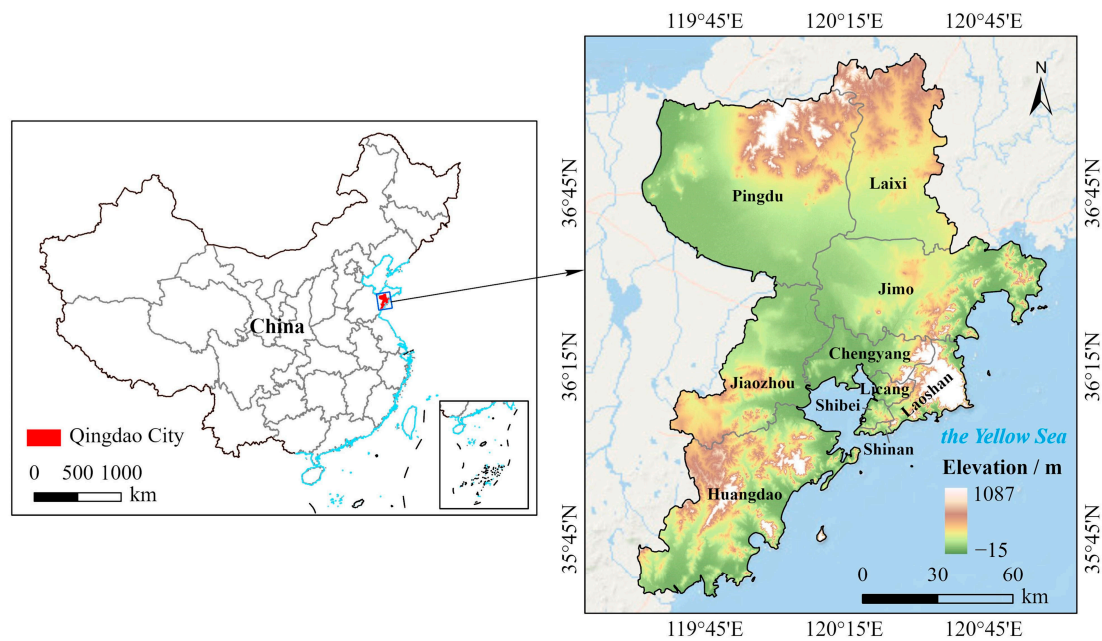 China
Qingdao City
0 500 1000
km
119°45'E 120°15'E 120°45'E
36°45'N
36°15'N
35°45'N
N
Pingdu
Laixi
Jimo
Chengyang
Jiaozhou
Licang
Laoshan
Shibei
Shinan
Huangdao
the Yellow Sea
Elevation / m
1087
−15
0 30 60
km
36°45'N
36°15'N
35°45'N
119°45'E 120°15'E 120°45'E